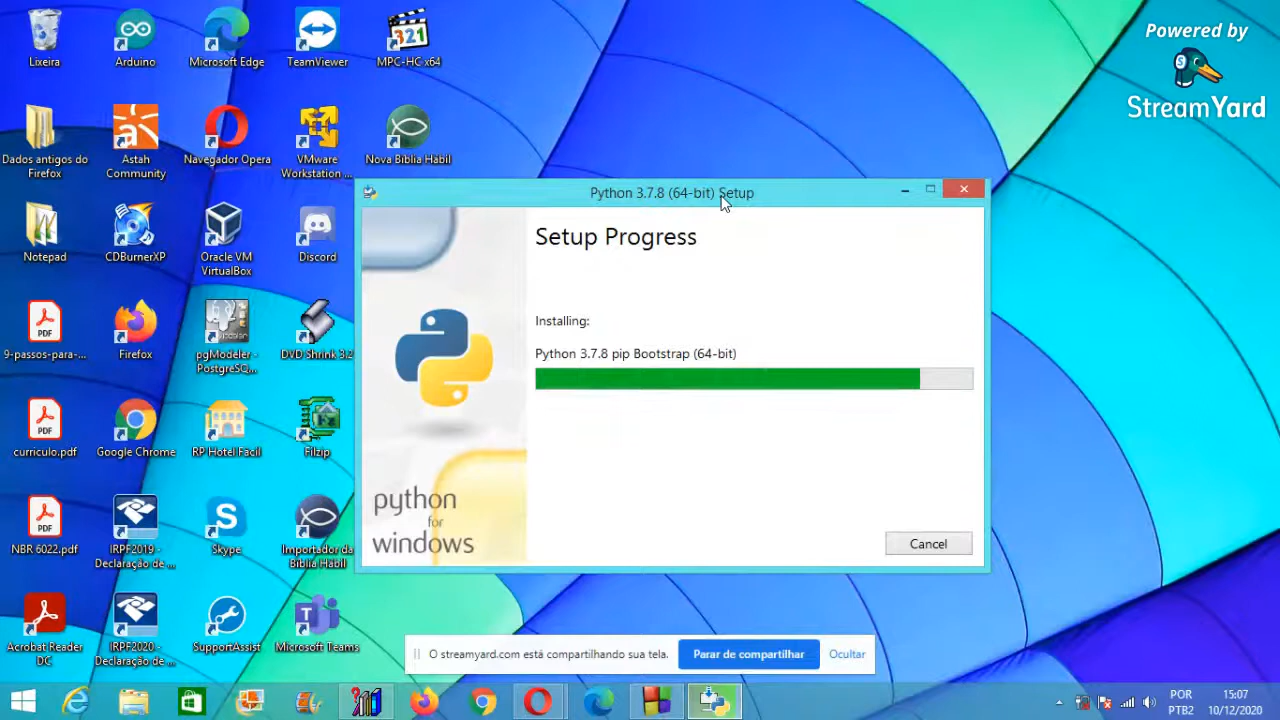 Lixeira
Arduino
Microsoft Edge
TeamViewer
MPC-HC x64
Powered by
StreamYard
Dados antigos do
Firefox
Astah
Community
Navegador Opera
VMware
Workstation ...
Nova Bíblia Hábil
Notepad
CDBurnerXP
Oracle VM
VirtualBox
Discord
9-passos-para-...
Firefox
pgModeler -
PostgreSQ...
DVD Shrink 3.2
curriculo.pdf
Google Chrome
RP Hotel Facil
Filzip
NBR 6022.pdf
IRPF2019 -
Declaração de ...
Skype
Importador da
Bíblia Hábil
Acrobat Reader
DC
IRPF2020 -
Declaração de ...
SupportAssist
Microsoft Teams
Python 3.7.8 (64-bit) Setup
Setup Progress
Installing:
Python 3.7.8 pip Bootstrap (64-bit)
python
for
windows
Cancel
O streamyard.com está compartilhando sua tela.
Parar de compartilhar
Ocultar
POR
PTB2
15:07
10/12/2020